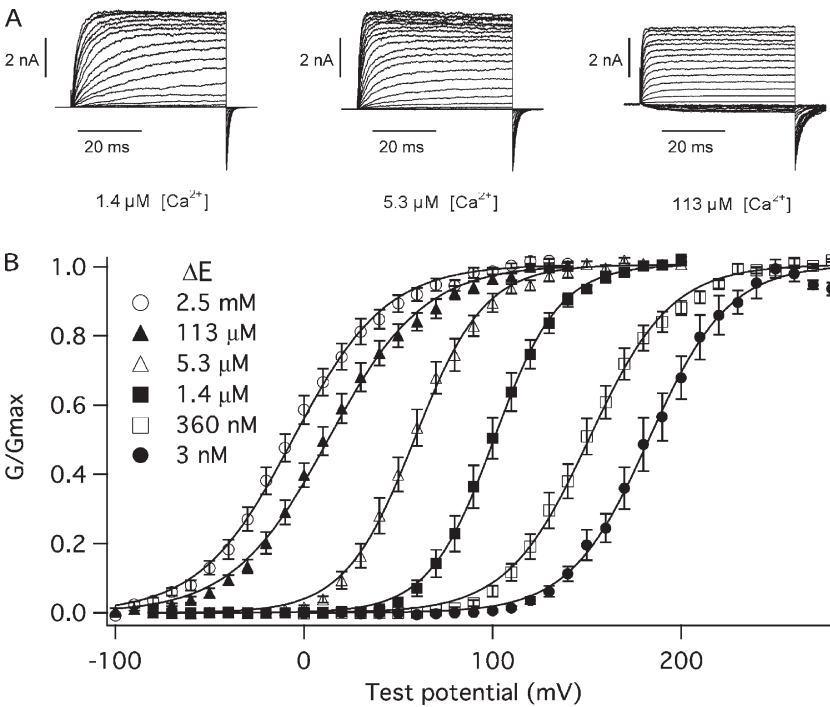 A
2 nA
2 nA
2 nA
20 ms
20 ms
20 ms
1.4 µM [Ca²⁺]
5.3 µM [Ca²⁺]
113 µM [Ca²⁺]
B
1.0
0.8
0.6
0.4
0.2
0.0
G/Gmax
ΔE
2.5 mM
113 µM
5.3 µM
1.4 µM
360 nM
3 nM
-100
0
100
200
Test potential (mV)